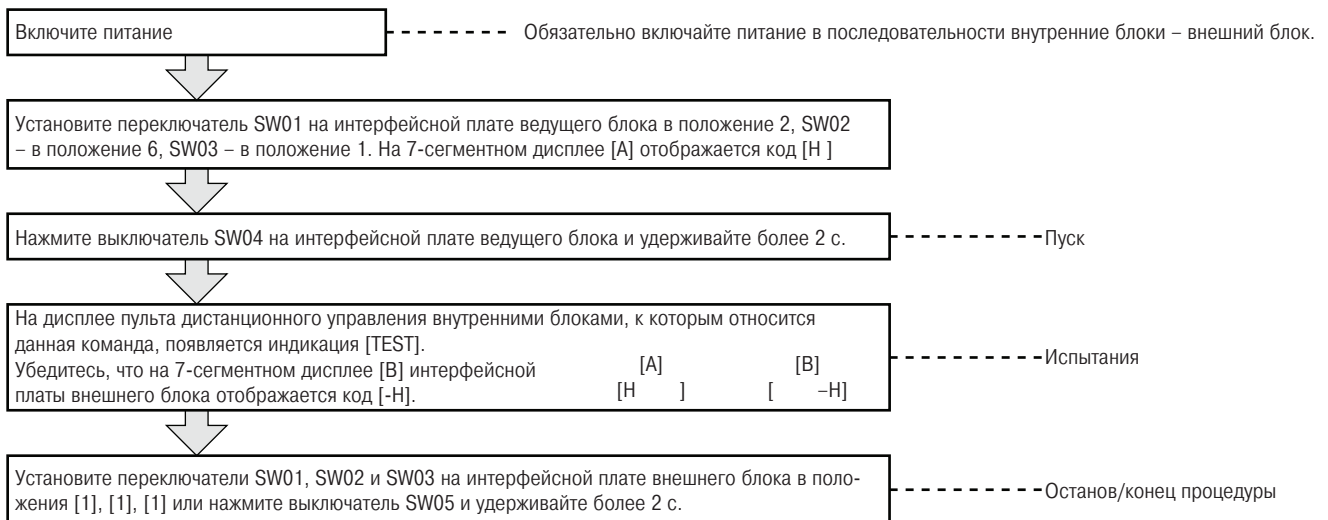 Включите питание
Обязательно включайте питание в последовательности внутренние блоки – внешний блок.
Установите переключатель SW01 на интерфейсной плате ведущего блока в положение 2, SW02
– в положение 6, SW03 – в положение 1. На 7-сегментном дисплее [A] отображается код [H ]
Нажмите выключатель SW04 на интерфейсной плате ведущего блока и удерживайте более 2 с.
Пуск
На дисплее пульта дистанционного управления внутренними блоками, к которым относится
данная команда, появляется индикация [TEST].
Убедитесь, что на 7-сегментном дисплее [B] интерфейсной
платы внешнего блока отображается код [-H].
[A] [B]
[H ] [ –H]
Испытания
Установите переключатели SW01, SW02 и SW03 на интерфейсной плате внешнего блока в поло-
жения [1], [1], [1] или нажмите выключатель SW05 и удерживайте более 2 с.
Останов/конец процедуры